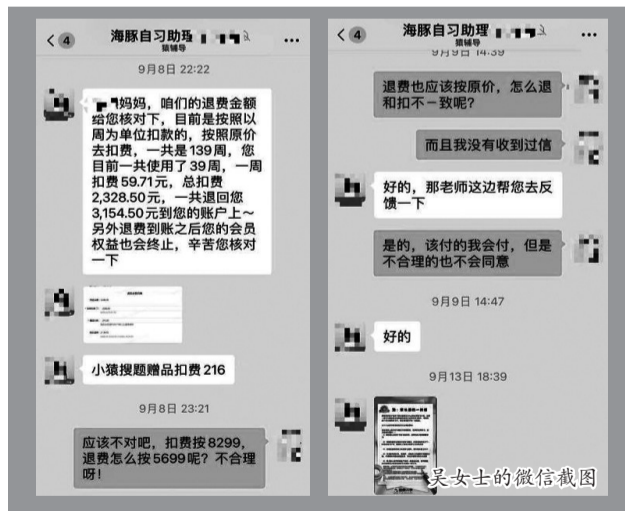 4
海豚自习助理
猿辅导
9月8日 22:22
妈妈，咱们的退费金额
给您核对下，目前是按照以
周为单位扣款的，按照原价
去扣费，一共是139周，您
目前一共使用了39周，一周
扣费59.71元，总扣费
2,328.50元，一共退回您
3,154.50元到您的账户上~
另外退费到账之后您的会员
权益也会终止，辛苦您核对
一下
小猿搜题赠品扣费216
9月8日 23:21
应该不对吧，扣费按8299，
退费怎么按5699呢？不合理
呀！
4
海豚自习助理
猿辅导
9月9日 14:39
退费也应该按原价，怎么退
和扣不一致呢？
而且我没有收到过信
好的，那老师这边帮您去反
馈一下
是的，该付的我会付，但是
不合理的也不会同意
9月9日 14:47
好的
9月13日 18:39
吴女士的微信截图